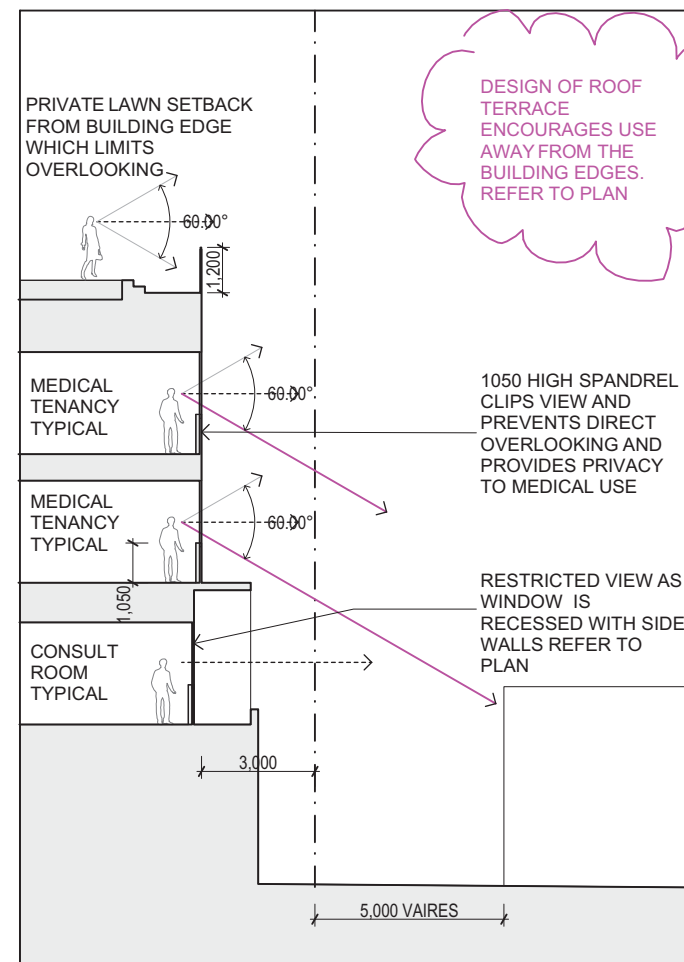 PRIVATE LAWN SETBACK
FROM BUILDING EDGE
WHICH LIMITS
OVERLOOKING
DESIGN OF ROOF
TERRACE
ENCOURAGES USE
AWAY FROM THE
BUILDING EDGES.
REFER TO PLAN
60.00°
1,200
MEDICAL
TENANCY
TYPICAL
60.00°
1050 HIGH SPANDREL
CLIPS VIEW AND
PREVENTS DIRECT
OVERLOOKING AND
PROVIDES PRIVACY
TO MEDICAL USE
MEDICAL
TENANCY
TYPICAL
60.00°
1,050
RESTRICTED VIEW AS
WINDOW IS
RECESSED WITH SIDE
WALLS REFER TO
PLAN
CONSULT
ROOM
TYPICAL
3,000
5,000 VAIRES